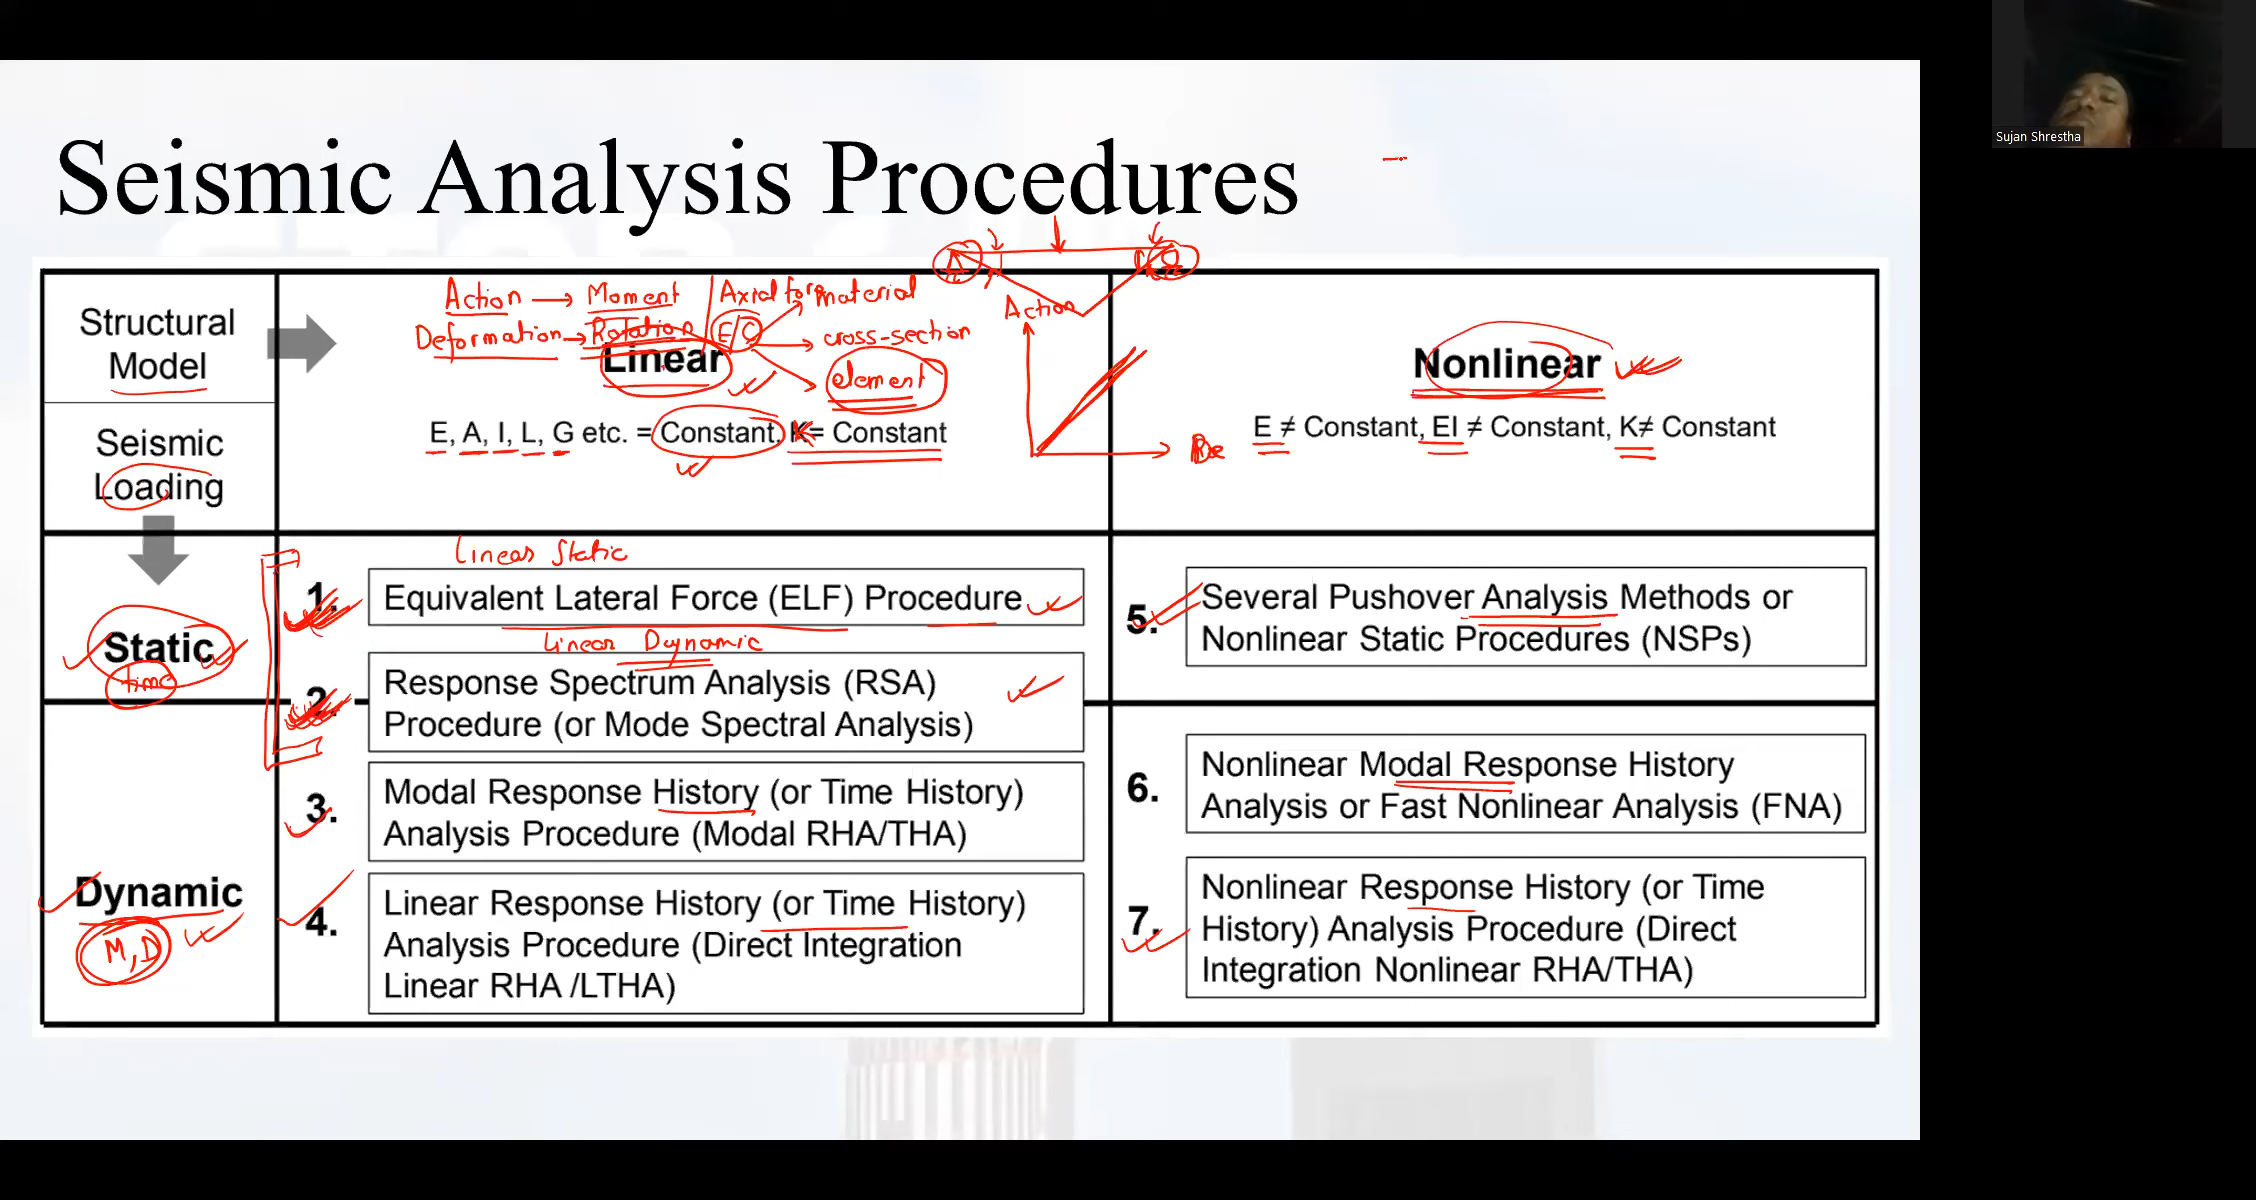 Sujan Shrestha
Seismic Analysis Procedures
Structural
Model
Seismic
Loading
Action → Moment
Axial force
material
Deformation → Rotation
E/C
cross-section
element
Linear
E, A, I, L, G etc. = Constant, K = Constant
Action
De
Nonlinear
E ≠ Constant, EI ≠ Constant, K≠ Constant
Static
time
Linear Static
1. Equivalent Lateral Force (ELF) Procedure
Linear Dynamic
2. Response Spectrum Analysis (RSA)
Procedure (or Mode Spectral Analysis)
5. Several Pushover Analysis Methods or
Nonlinear Static Procedures (NSPs)
Dynamic
M, D
3. Modal Response History (or Time History)
Analysis Procedure (Modal RHA/THA)
4. Linear Response History (or Time History)
Analysis Procedure (Direct Integration
Linear RHA /LTHA)
6. Nonlinear Modal Response History
Analysis or Fast Nonlinear Analysis (FNA)
7. Nonlinear Response History (or Time
History) Analysis Procedure (Direct
Integration Nonlinear RHA/THA)